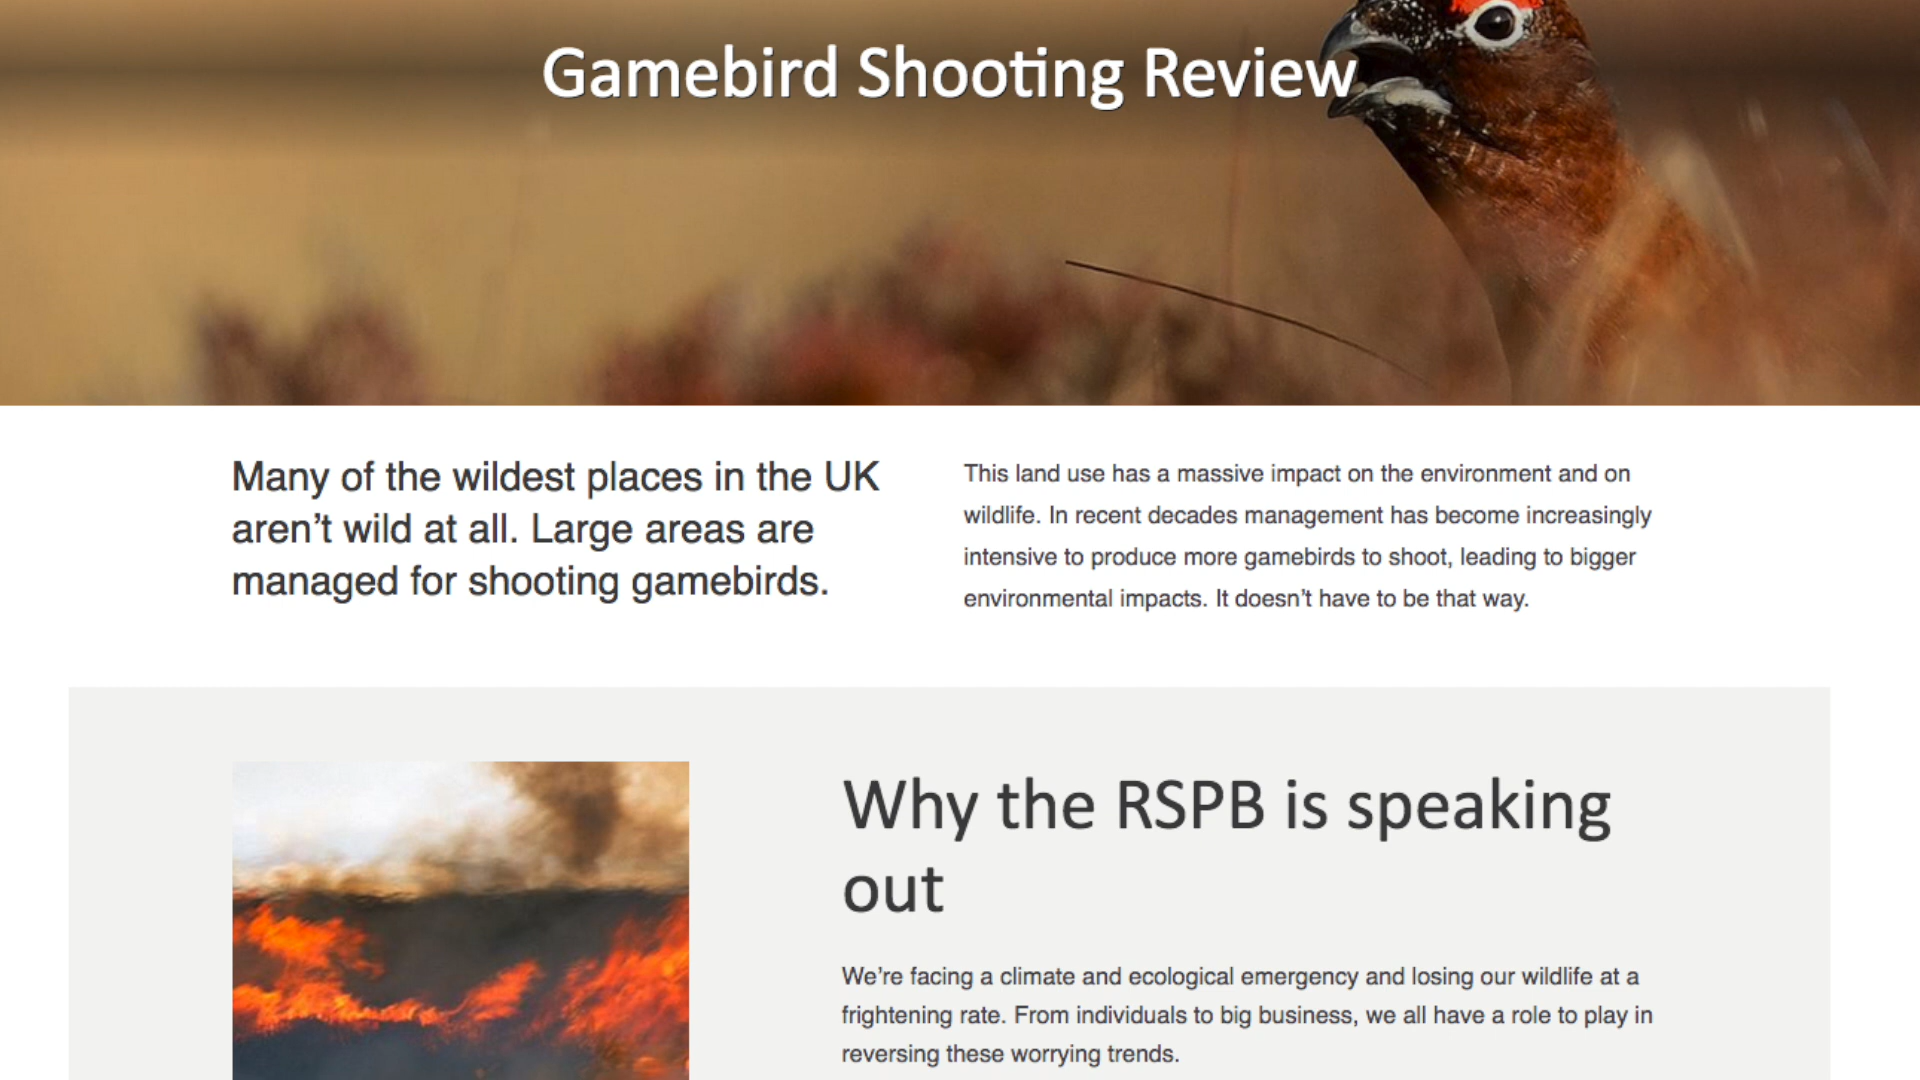 Gamebird Shooting Review
Many of the wildest places in the UK
aren’t wild at all. Large areas are
managed for shooting gamebirds.
This land use has a massive impact on the environment and on
wildlife. In recent decades management has become increasingly
intensive to produce more gamebirds to shoot, leading to bigger
environmental impacts. It doesn’t have to be that way.
Why the RSPB is speaking
out
We’re facing a climate and ecological emergency and losing our wildlife at a
frightening rate. From individuals to big business, we all have a role to play in
reversing these worrying trends.